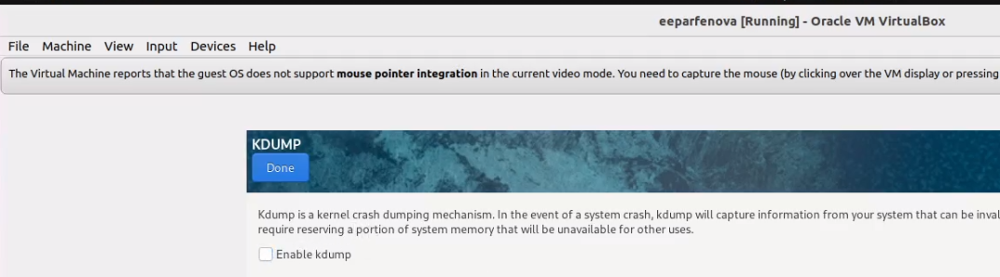 eeparfenova [Running] - Oracle VM VirtualBox
File Machine View Input Devices Help
The Virtual Machine reports that the guest OS does not support mouse pointer integration in the current video mode. You need to capture the mouse (by clicking over the VM display or pressing
KDUMP
Done
Kdump is a kernel crash dumping mechanism. In the event of a system crash, kdump will capture information from your system that can be inval
require reserving a portion of system memory that will be unavailable for other uses.
Enable kdump